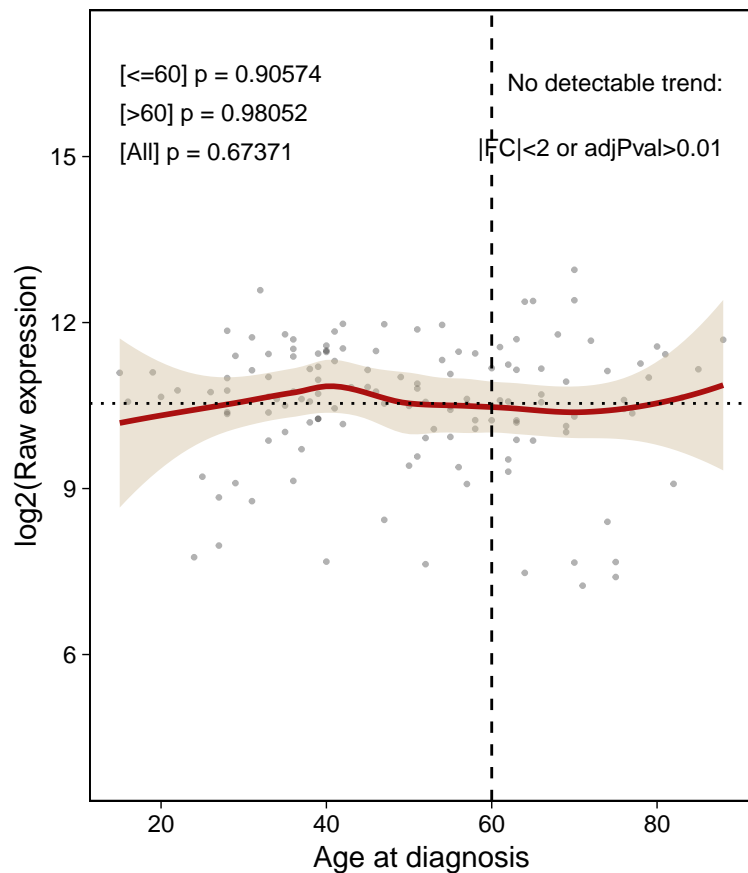 [<=60] p = 0.90574
[>60] p = 0.98052
[All] p = 0.67371
No detectable trend:
|FC|<2 or adjPval>0.01
log2(Raw expression)
15
12
9
6
20
40
60
80
Age at diagnosis